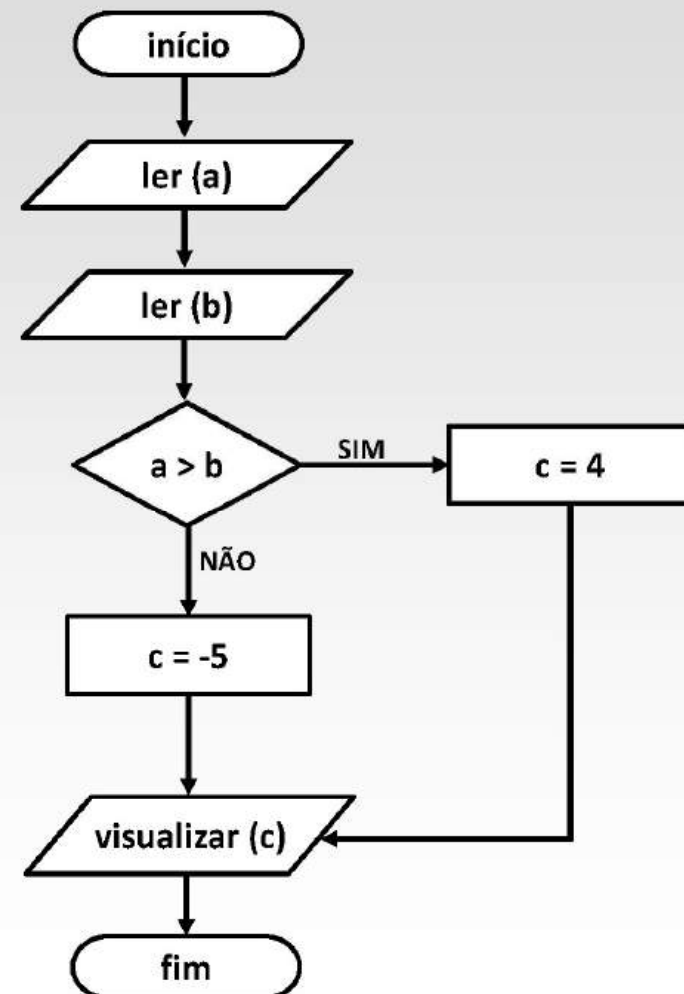 início
ler (a)
ler (b)
a > b
SIM
c = 4
NÃO
c = -5
visualizar (c)
fim